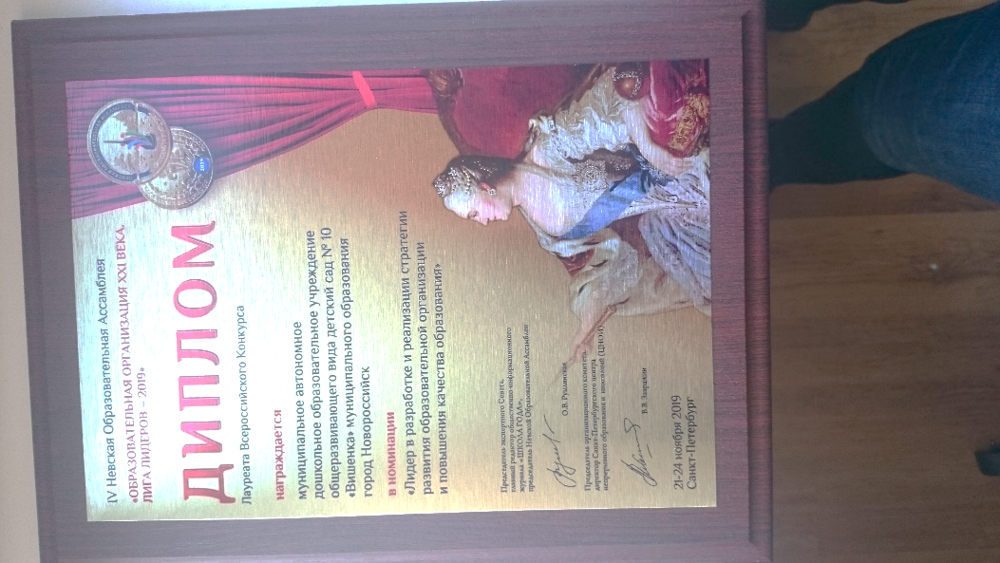 IV Невская Образовательная Ассамблея
«ОБРАЗОВАТЕЛЬНАЯ ОРГАНИЗАЦИЯ XXI ВЕКА.
ЛИГА ЛИДЕРОВ – 2019»
ДИПЛОМ
Лауреата Всероссийского Конкурса
награждается
муниципальное автономное
дошкольное образовательное учреждение
общеразвивающего вида детский сад № 10
«Вишенка» муниципального образования
город Новороссийск
в номинации
«Лидер в разработке и реализации стратегии
развития образовательной организации
и повышения качества образования»
Председатель экспертного Совета,
главный редактор общественно-информационного
журнала «ШКОЛА ГОДА»,
председатель Невской Образовательной Ассамблеи
О.В.
Председатель организационного комитета,
директор Санкт-Петербургского центра
непрерывного образования и инноваций (ЦНОИ)
В.В.
21-24 ноября 2019
Санкт-Петербург
2019